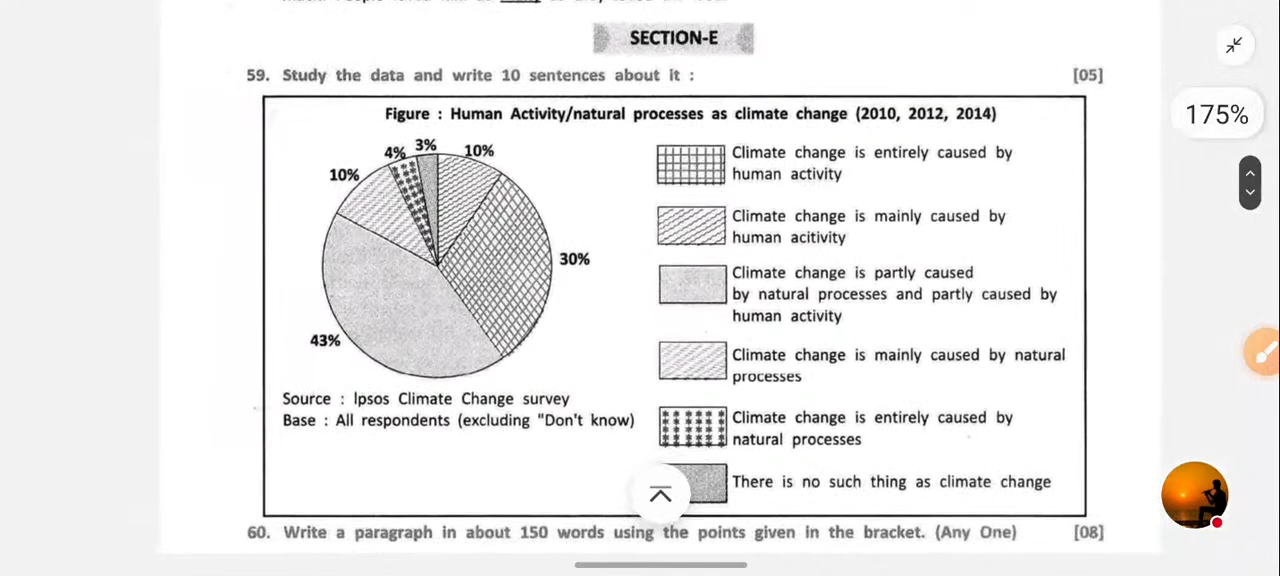 SECTION-E
59. Study the data and write 10 sentences about it : [05]
Figure : Human Activity/natural processes as climate change (2010, 2012, 2014)
4% 3% 10%
10%
30%
43%
Climate change is entirely caused by
human activity
Climate change is mainly caused by
human acitivity
Climate change is partly caused
by natural processes and partly caused by
human activity
Climate change is mainly caused by natural
processes
Climate change is entirely caused by
natural processes
There is no such thing as climate change
Source : Ipsos Climate Change survey
Base : All respondents (excluding "Don't know)
60. Write a paragraph in about 150 words using the points given in the bracket. (Any One) [08]
175%